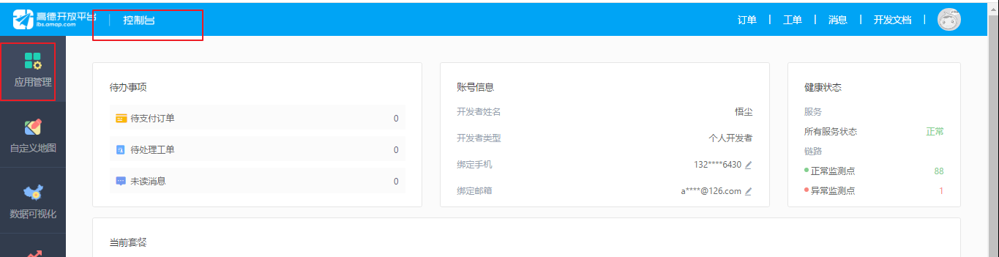 高德开放平台
lbs.amap.com
控制台
订单
工单
消息
开发文档
应用管理
自定义地图
数据可视化
待办事项
待支付订单 0
待处理工单 0
未读消息 0
账号信息
开发者姓名 悟尘
开发者类型 个人开发者
绑定手机 132****6430
绑定邮箱 a****@126.com
健康状态
服务
所有服务状态 正常
链路
正常监测点 88
异常监测点 1
当前套餐